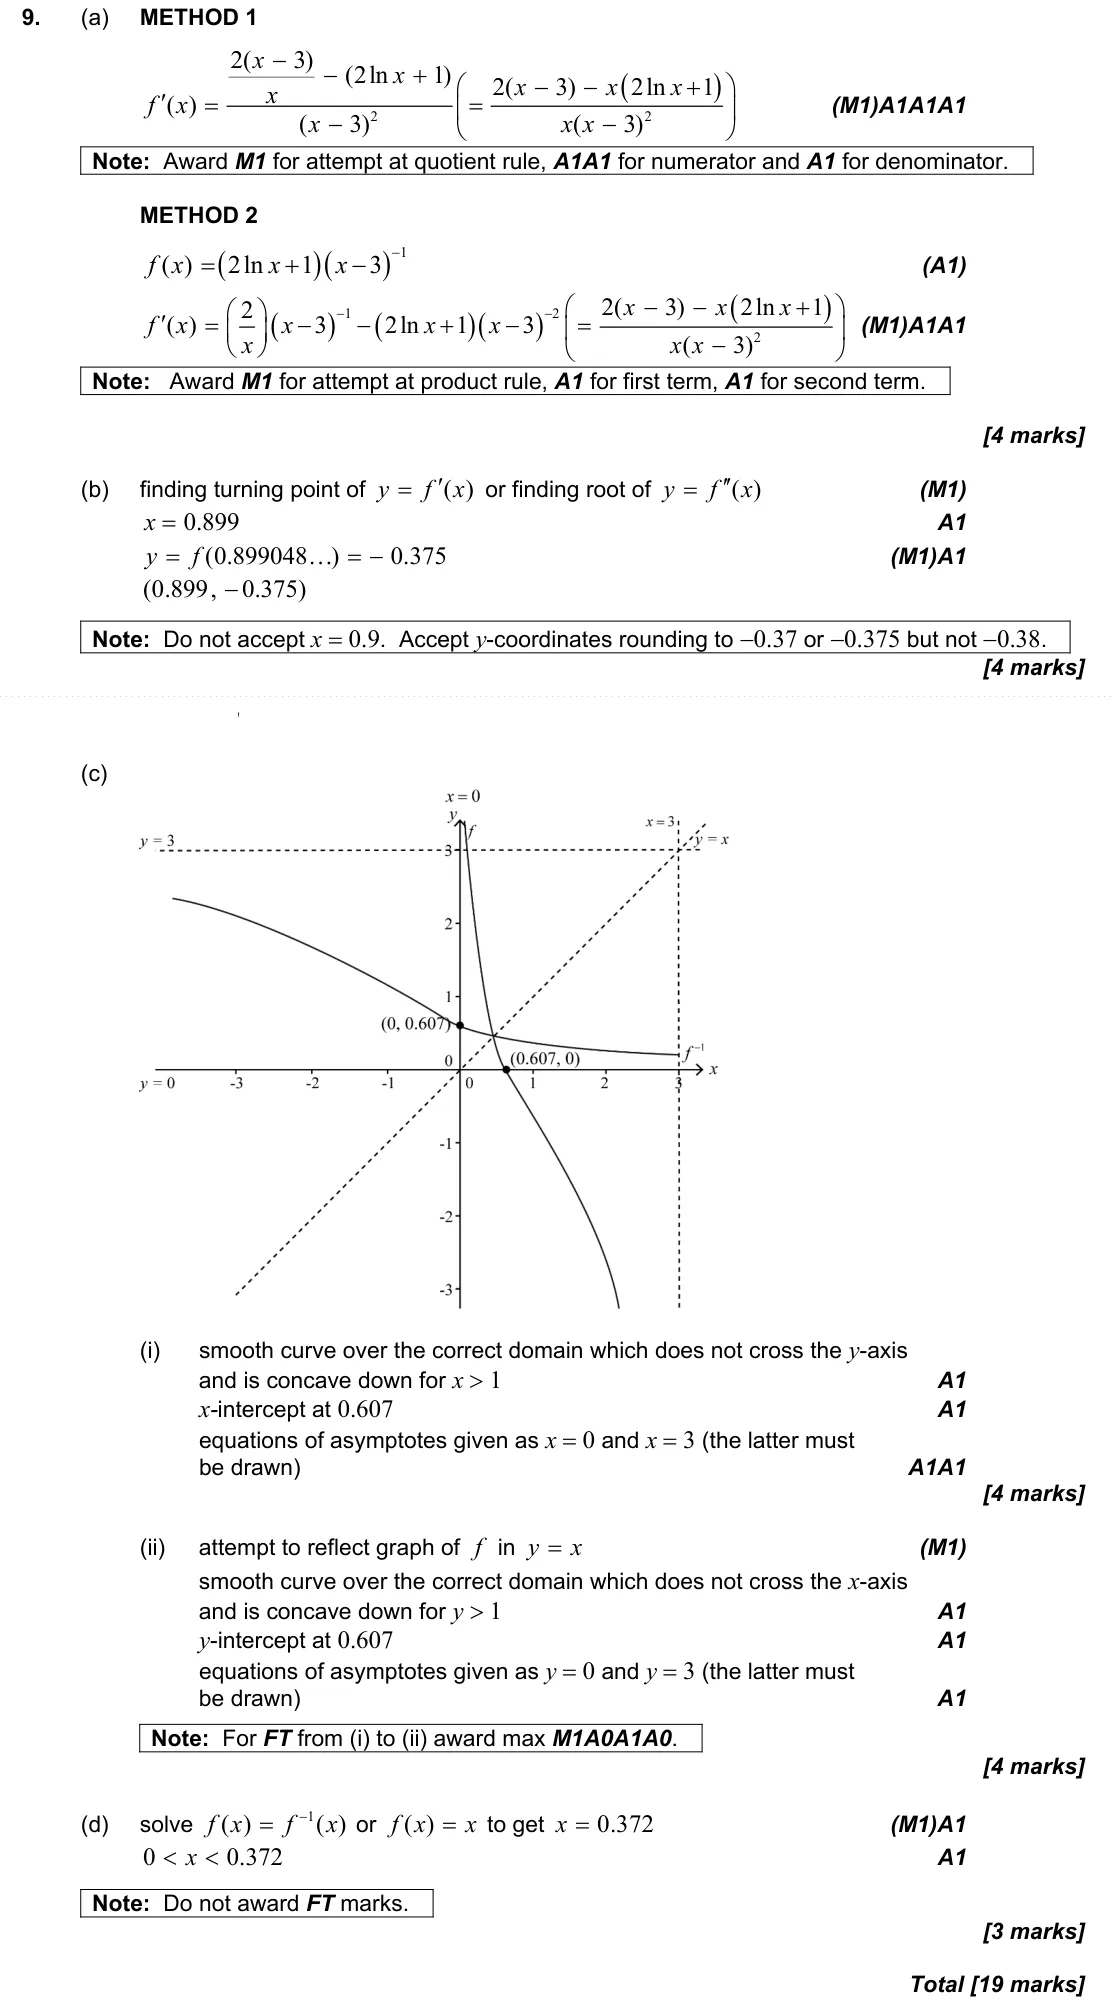 9. (a) METHOD 1
f′(x) = (2(x − 3)/x − (2 ln x + 1))/(x − 3)² (= (2(x − 3) − x(2 ln x + 1))/(x(x − 3)²)) (M1)A1A1A1
Note: Award M1 for attempt at quotient rule, A1A1 for numerator and A1 for denominator.
METHOD 2
f(x) = (2 ln x + 1)(x − 3)⁻¹ (A1)
f′(x) = (2/x)(x − 3)⁻¹ − (2 ln x + 1)(x − 3)⁻² (= (2(x − 3) − x(2 ln x + 1))/(x(x − 3)²)) (M1)A1A1
Note: Award M1 for attempt at product rule, A1 for first term, A1 for second term.
[4 marks]
(b) finding turning point of y = f′(x) or finding root of y = f″(x) (M1)
x = 0.899 A1
y = f(0.899048…) = − 0.375 (M1)A1
(0.899, −0.375)
Note: Do not accept x = 0.9. Accept y-coordinates rounding to −0.37 or −0.375 but not −0.38.
[4 marks]
(c)
x = 0
y
f
x = 3
y = 3
y = x
3
2
1
(0, 0.607)
0
(0.607, 0)
f⁻¹
x
y = 0
-3
-2
-1
0
1
2
3
-1
-2
-3
(i) smooth curve over the correct domain which does not cross the y-axis
and is concave down for x > 1 A1
x-intercept at 0.607 A1
equations of asymptotes given as x = 0 and x = 3 (the latter must
be drawn) A1A1
[4 marks]
(ii) attempt to reflect graph of f in y = x (M1)
smooth curve over the correct domain which does not cross the x-axis
and is concave down for y > 1 A1
y-intercept at 0.607 A1
equations of asymptotes given as y = 0 and y = 3 (the latter must
be drawn) A1
Note: For FT from (i) to (ii) award max M1A0A1A0.
[4 marks]
(d) solve f(x) = f⁻¹(x) or f(x) = x to get x = 0.372 (M1)A1
0 < x < 0.372 A1
Note: Do not award FT marks.
[3 marks]
Total [19 marks]